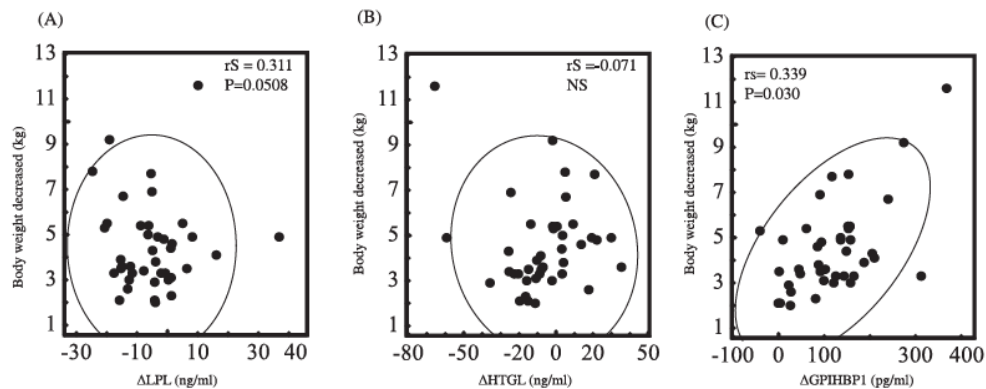 (A)
rS = 0.311
P=0.0508
Body weight decreased (kg)
13
11
9
7
5
3
1
-30 -10 10 30 40
ΔLPL (ng/ml)
(B)
rS =-0.071
NS
Body weight decreased (kg)
13
11
9
7
5
3
1
-80 -50 -20 0 20 50
ΔHTGL (ng/ml)
(C)
rs= 0.339
P=0.030
Body weight decreased (kg)
13
11
9
7
5
3
1
-100 0 100 200 300 400
ΔGPIHBP1 (pg/ml)